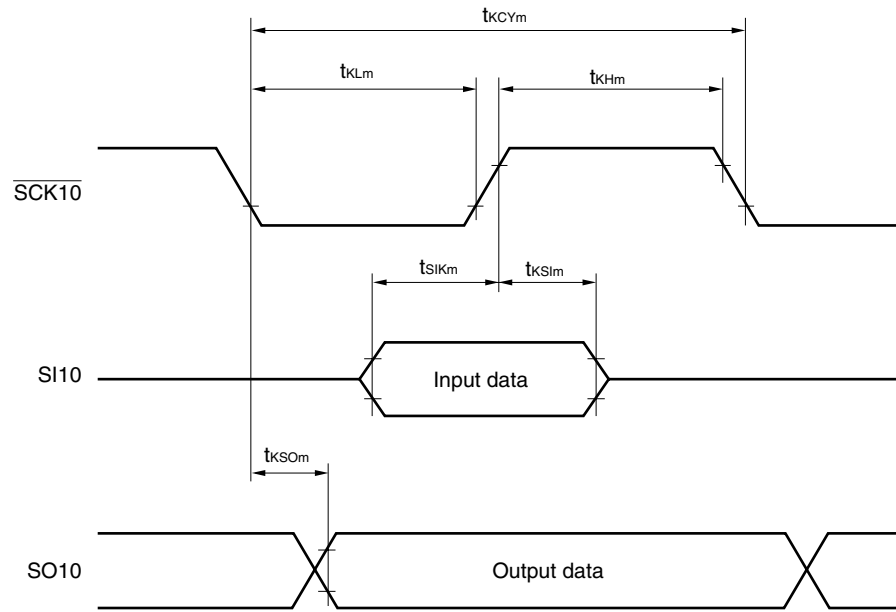 tKCYm
tKLm
tKHm
SCK10
tSIKm
tKSIm
SI10
Input data
tKSOm
SO10
Output data